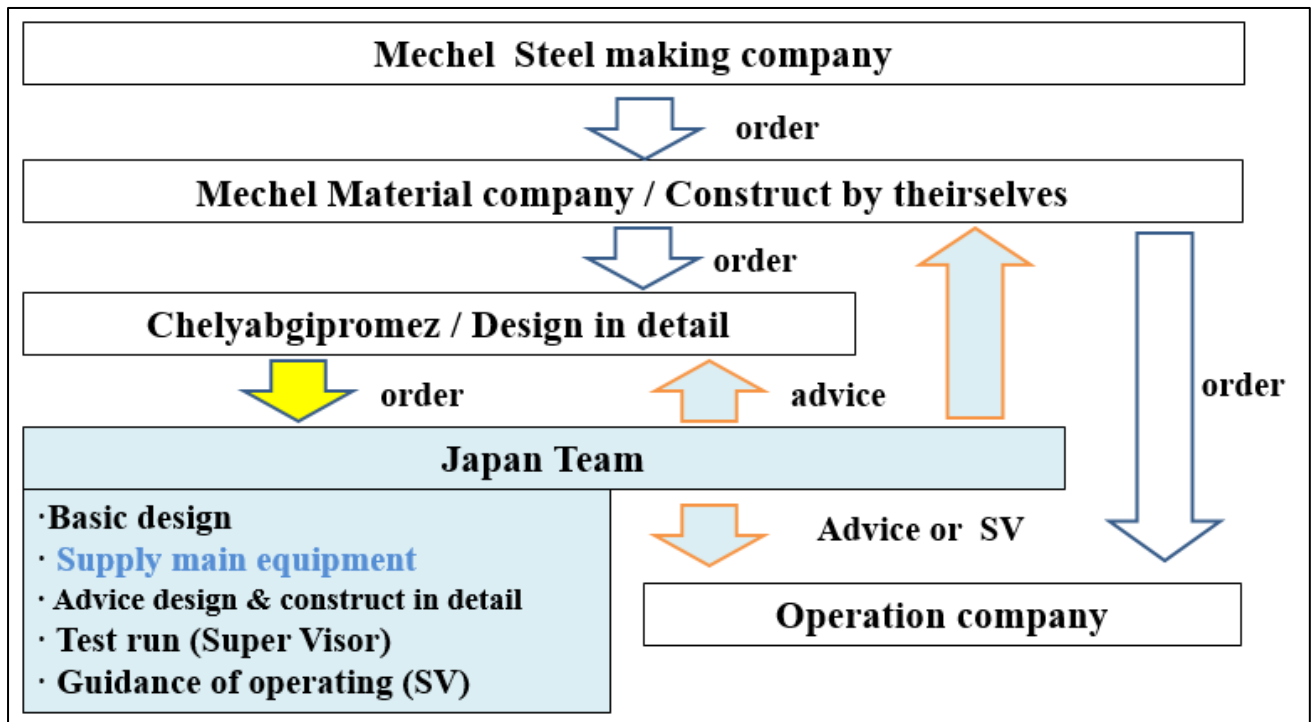 Mechel Steel making company
order
Mechel Material company / Construct by theirselves
order
Chelyabgipromez / Design in detail
order
advice
order
Japan Team
·Basic design
· Supply main equipment
· Advice design & construct in detail
· Test run (Super Visor)
· Guidance of operating (SV)
Advice or SV
Operation company